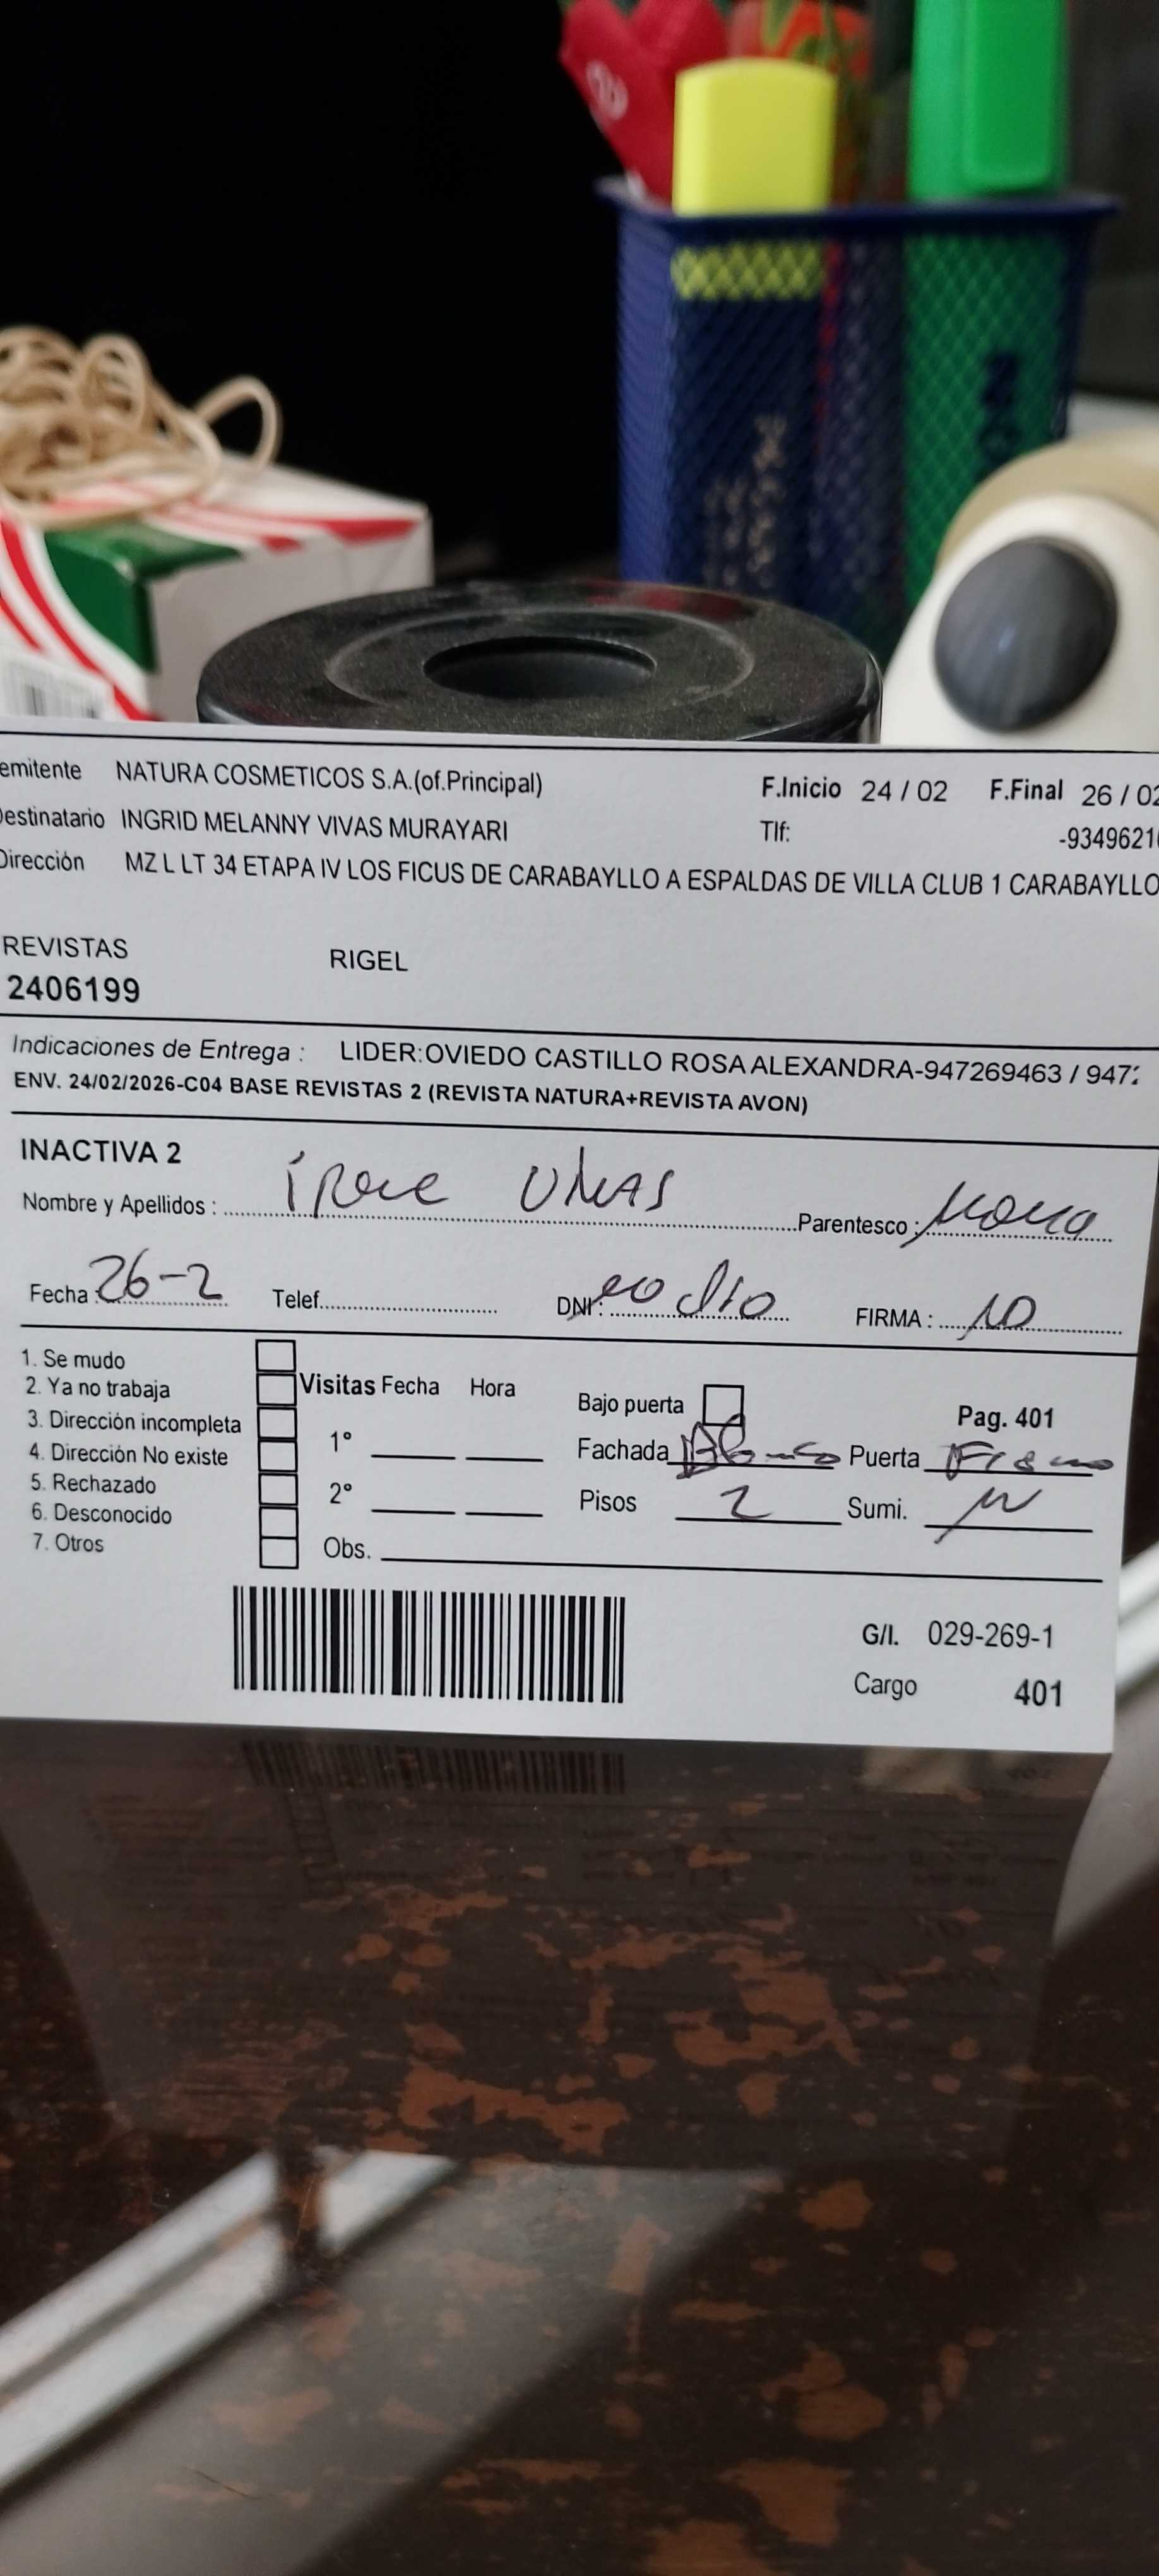 emitente NATURA COSMETICOS S.A.(of.Principal) F.Inicio 24 / 02 F.Final 26 / 02
Destinatario INGRID MELANNY VIVAS MURAYARI Tlf: -9349621
Dirección MZ L LT 34 ETAPA IV LOS FICUS DE CARABAYLLO A ESPALDAS DE VILLA CLUB 1 CARABAYLLO
REVISTAS RIGEL
2406199
Indicaciones de Entrega : LIDER:OVIEDO CASTILLO ROSA ALEXANDRA-947269463 / 947
ENV. 24/02/2026-C04 BASE REVISTAS 2 (REVISTA NATURA+REVISTA AVON)
INACTIVA 2
Nombre y Apellidos : Vivas Parentesco :
Fecha : 26-2 Telef. DNI : no dio FIRMA :
1. Se mudo
2. Ya no trabaja Visitas Fecha Hora Bajo puerta
3. Dirección incompleta 1° Pag. 401
4. Dirección No existe Fachada Puerta
5. Rechazado 2° Pisos 2 Sumi.
6. Desconocido
7. Otros Obs.
G/I. 029-269-1
Cargo 401